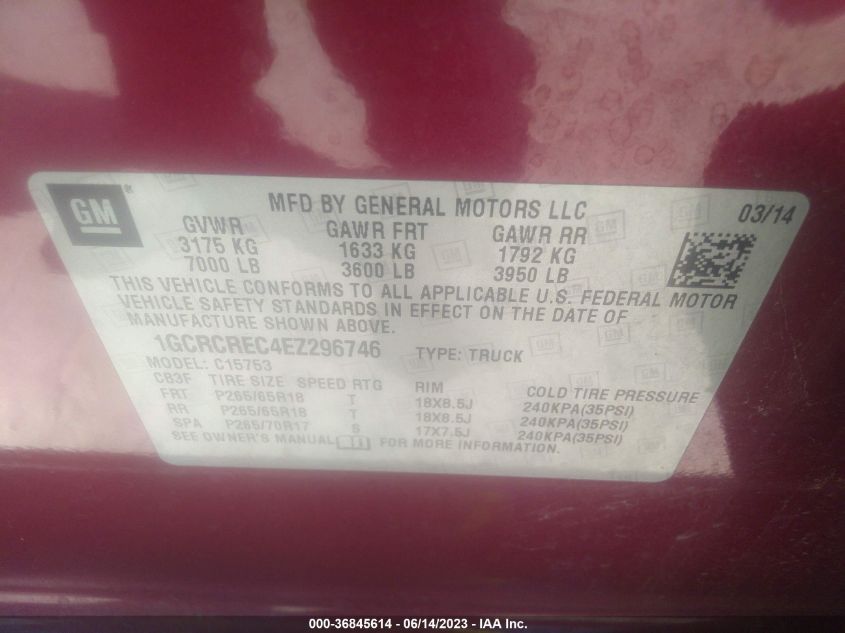 GM ®
MFD BY GENERAL MOTORS LLC 03/14
GVWR GAWR FRT GAWR RR
3175 KG 1633 KG 1792 KG
7000 LB 3600 LB 3950 LB
THIS VEHICLE CONFORMS TO ALL APPLICABLE U.S. FEDERAL MOTOR
VEHICLE SAFETY STANDARDS IN EFFECT ON THE DATE OF
MANUFACTURE SHOWN ABOVE.
1GCRCREC4EZ296746 TYPE: TRUCK
MODEL: C15753
CB3F TIRE SIZE SPEED RTG RIM COLD TIRE PRESSURE
FRT P265/65R18 T 18X8.5J 240KPA(35PSI)
RR P265/65R18 T 18X8.5J 240KPA(35PSI)
SPA P265/70R17 S 17X7.5J 240KPA(35PSI)
SEE OWNER'S MANUAL FOR MORE INFORMATION.
000-36845614 - 06/14/2023 - IAA Inc.